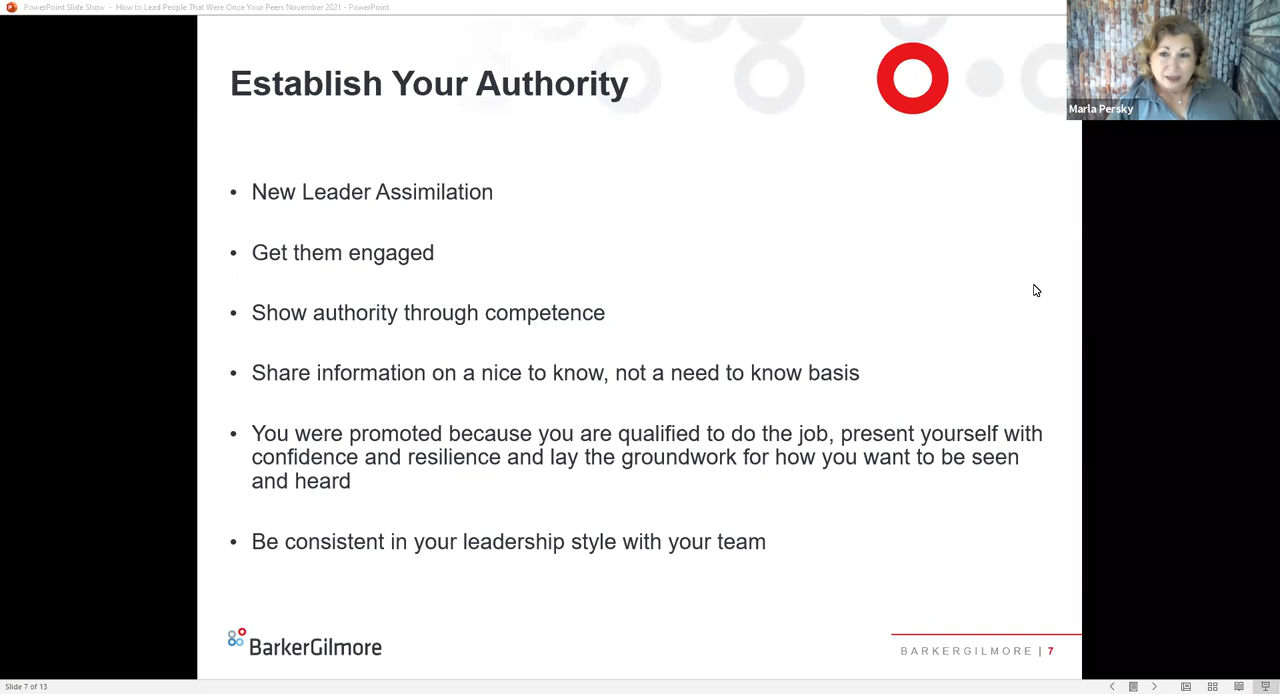 PowerPoint Slide Show - How to Lead People That Were Once Your Peers November 2021 - PowerPoint
Establish Your Authority
Marla Persky
• New Leader Assimilation
• Get them engaged
• Show authority through competence
• Share information on a nice to know, not a need to know basis
• You were promoted because you are qualified to do the job, present yourself with
confidence and resilience and lay the groundwork for how you want to be seen
and heard
• Be consistent in your leadership style with your team
BarkerGilmore
BARKERGILMORE | 7
Slide 7 of 13